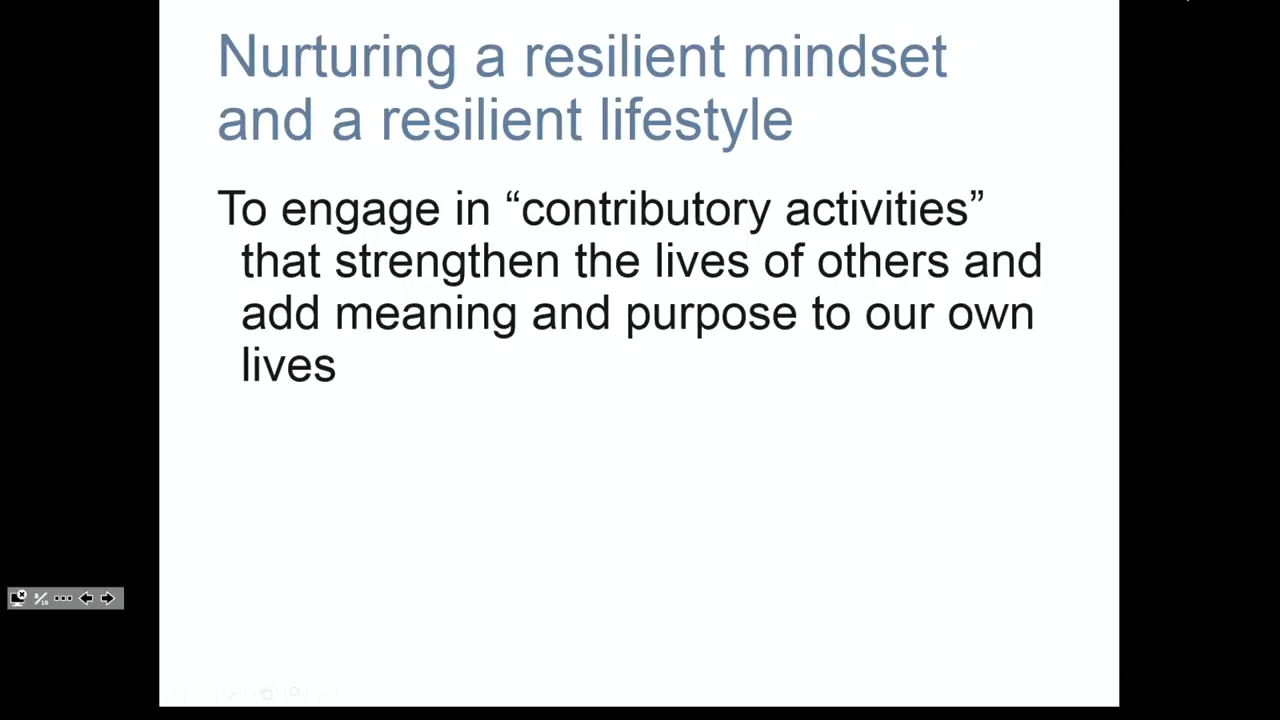 Nurturing a resilient mindset
and a resilient lifestyle
To engage in “contributory activities”
that strengthen the lives of others and
add meaning and purpose to our own
lives